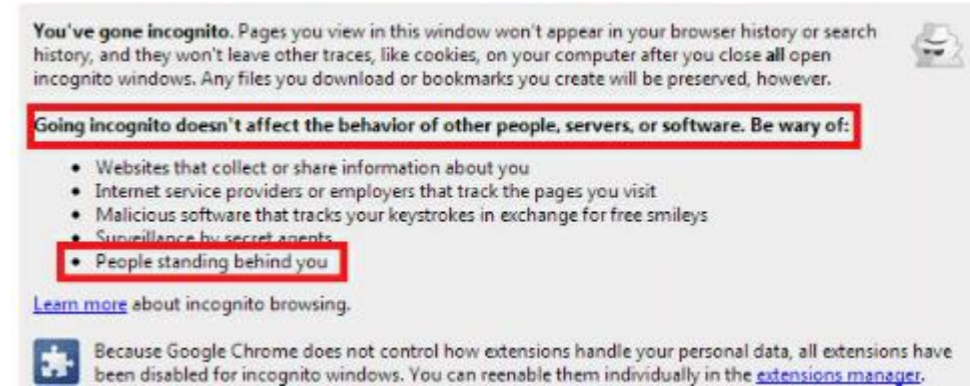 You've gone incognito. Pages you view in this window won't appear in your browser history or search
history, and they won't leave other traces, like cookies, on your computer after you close all open
incognito windows. Any files you download or bookmarks you create will be preserved, however.
Going incognito doesn't affect the behavior of other people, servers, or software. Be wary of:
• Websites that collect or share information about you
• Internet service providers or employers that track the pages you visit
• Malicious software that tracks your keystrokes in exchange for free smileys
• Surveillance by secret agents
• People standing behind you
Learn more about incognito browsing.
Because Google Chrome does not control how extensions handle your personal data, all extensions have
been disabled for incognito windows. You can reenable them individually in the extensions manager.